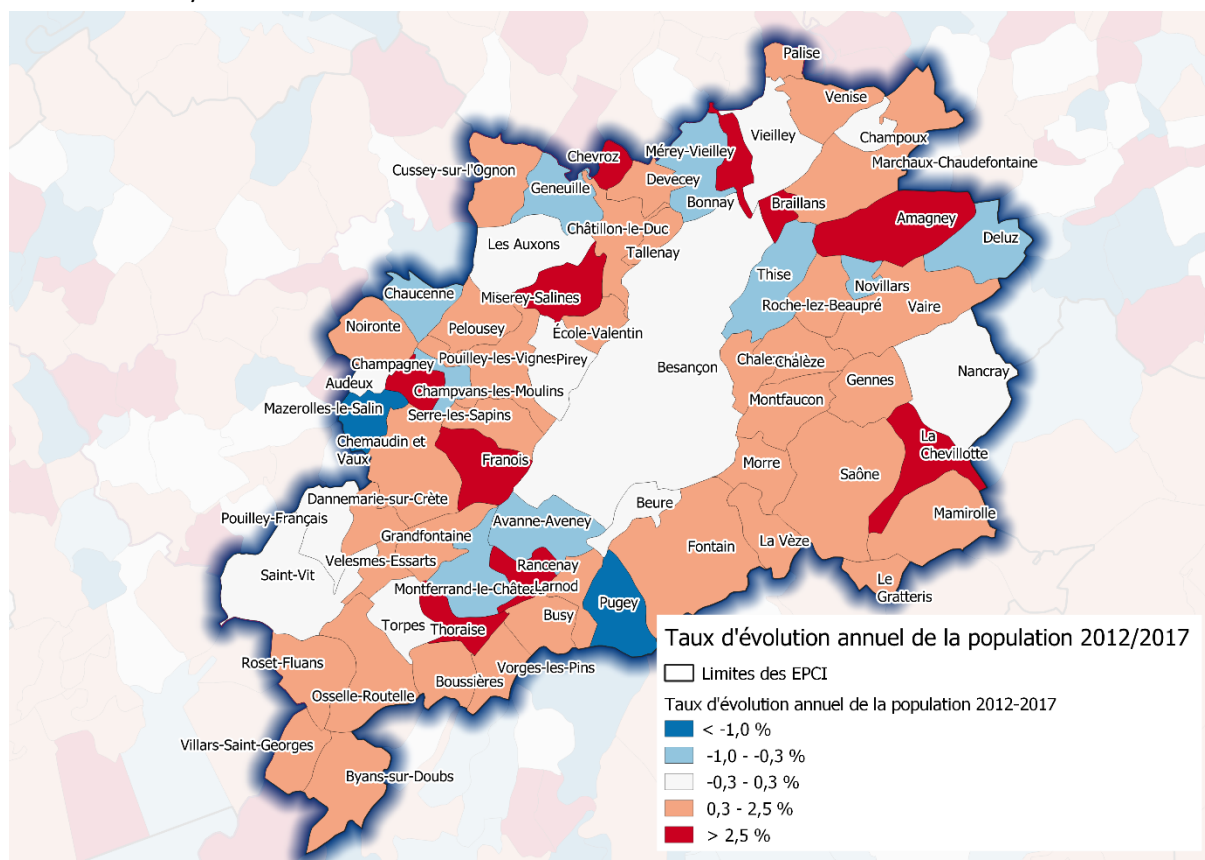 Palise
Venise
Vieilley
Champoux
Chevroz
Mérey-Vieilley
Marchaux-Chaudefontaine
Cussey-sur-l'Ognon
Devecey
Geneuille
Bonnay
Braillans
Amagney
Châtillon-le-Duc
Deluz
Les Auxons
Tallenay
Thise
Chaucenne
Novillars
Miserey-Salines
Roche-lez-Beaupré
Vaire
Noironte
Pelousey
École-Valentin
Pouilley-les-Vignes
Pirey
Champagney
Besançon
Chalèze
Nancray
Audeux
Champvans-les-Moulins
Gennes
Mazerolles-le-Salin
Montfaucon
Serre-les-Sapins
Chemaudin et
Vaux
La
Chevillotte
Franois
Morre
Saône
Dannemarie-sur-Crète
Beure
Mamirolle
Pouilley-Français
Avanne-Aveney
Grandfontaine
La Vèze
Fontain
Velesmes-Essarts
Rancenay
Saint-Vit
Larnod
Le
Gratteris
Pugey
Busy
Torpes
Thoraise
Roset-Fluans
Vorges-les-Pins
Boussières
Osselle-Routelle
Villars-Saint-Georges
Byans-sur-Doubs
Taux d'évolution annuel de la population 2012/2017
Limites des EPCI
Taux d'évolution annuel de la population 2012-2017
< -1,0 %
-1,0 - -0,3 %
-0,3 - 0,3 %
0,3 - 2,5 %
> 2,5 %